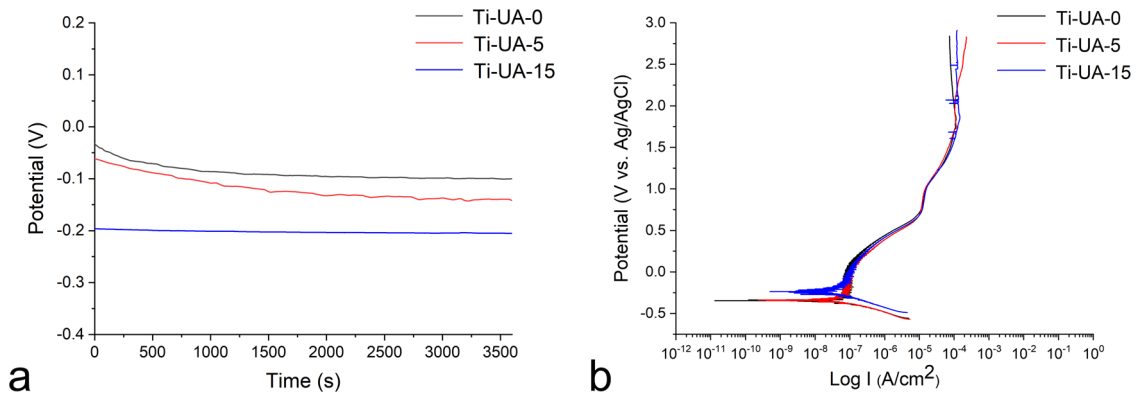 Ti-UA-0
Ti-UA-5
Ti-UA-15
0.2
0.1
0.0
-0.1
-0.2
-0.3
-0.4
Potential (V)
0 500 1000 1500 2000 2500 3000 3500
Time (s)
a
Ti-UA-0
Ti-UA-5
Ti-UA-15
3.0
2.5
2.0
1.5
1.0
0.5
0.0
-0.5
Potential (V vs. Ag/AgCl)
10⁻¹² 10⁻¹¹ 10⁻¹⁰ 10⁻⁹ 10⁻⁸ 10⁻⁷ 10⁻⁶ 10⁻⁵ 10⁻⁴ 10⁻³ 10⁻² 10⁻¹ 10⁰
Log I (A/cm²)
b